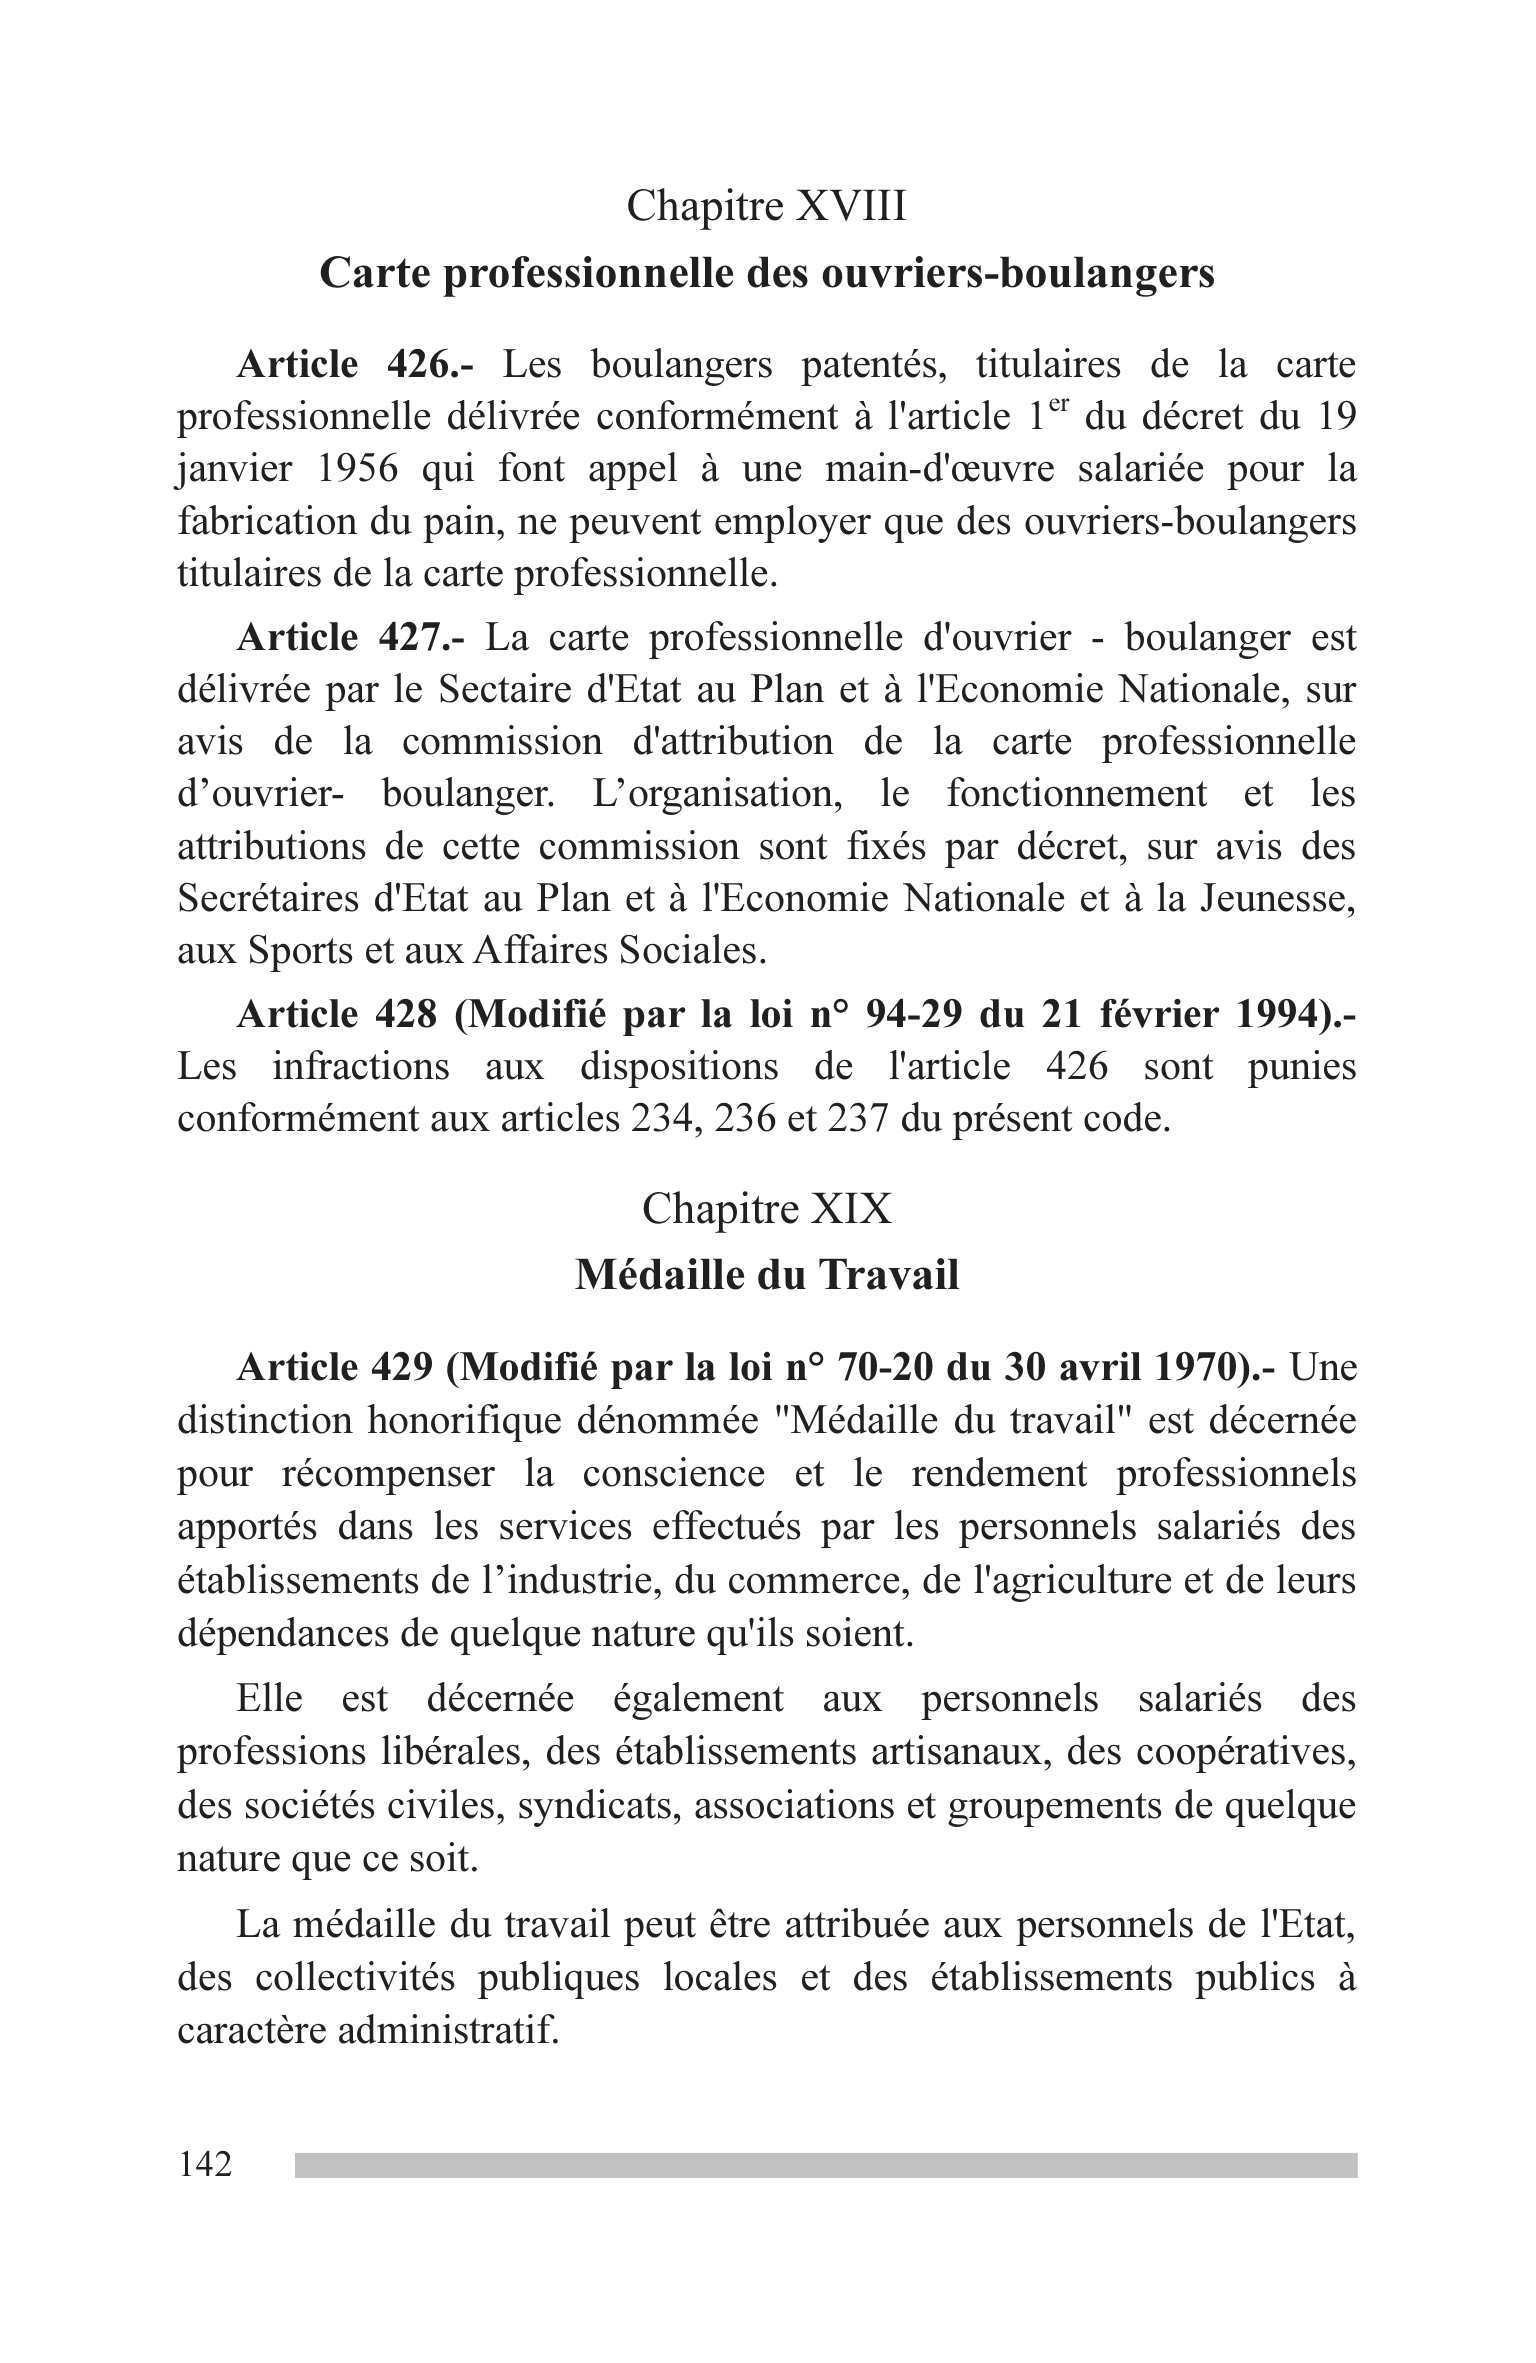 Chapitre XVIII
Carte professionnelle des ouvriers-boulangers
Article 426.- Les boulangers patentés, titulaires de la carte
professionnelle délivrée conformément à l'article 1er du décret du 19
janvier 1956 qui font appel à une main-d'œuvre salariée pour la
fabrication du pain, ne peuvent employer que des ouvriers-boulangers
titulaires de la carte professionnelle.
Article 427.- La carte professionnelle d'ouvrier - boulanger est
délivrée par le Sectaire d'Etat au Plan et à l'Economie Nationale, sur
avis de la commission d'attribution de la carte professionnelle
d’ouvrier- boulanger. L’organisation, le fonctionnement et les
attributions de cette commission sont fixés par décret, sur avis des
Secrétaires d'Etat au Plan et à l'Economie Nationale et à la Jeunesse,
aux Sports et aux Affaires Sociales.
Article 428 (Modifié par la loi n° 94-29 du 21 février 1994).-
Les infractions aux dispositions de l'article 426 sont punies
conformément aux articles 234, 236 et 237 du présent code.
Chapitre XIX
Médaille du Travail
Article 429 (Modifié par la loi n° 70-20 du 30 avril 1970).- Une
distinction honorifique dénommée "Médaille du travail" est décernée
pour récompenser la conscience et le rendement professionnels
apportés dans les services effectués par les personnels salariés des
établissements de l’industrie, du commerce, de l'agriculture et de leurs
dépendances de quelque nature qu'ils soient.
Elle est décernée également aux personnels salariés des
professions libérales, des établissements artisanaux, des coopératives,
des sociétés civiles, syndicats, associations et groupements de quelque
nature que ce soit.
La médaille du travail peut être attribuée aux personnels de l'Etat,
des collectivités publiques locales et des établissements publics à
caractère administratif.
142